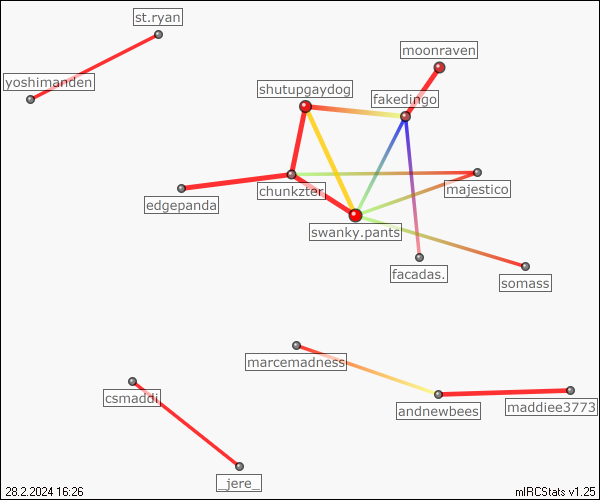 st.ryan
moonraven
yoshimanden
shutupgaydog
fakedingo
chunkzter
majestico
edgepanda
swanky.pants
facadas.
somass
marcemadness
csmaddi
andnewbees
maddiee3773
_jere_
28.2.2024 16:26
mIRCStats v1.25